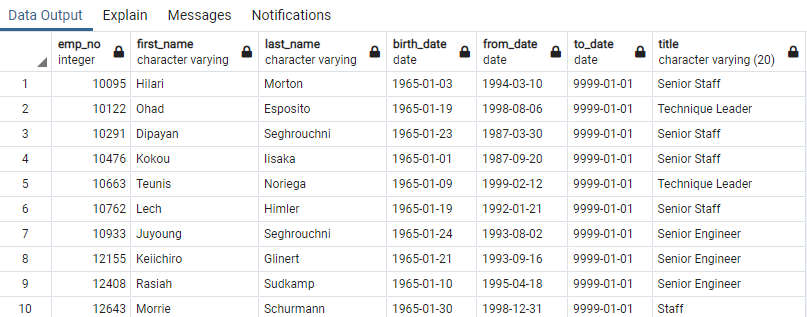 Data Output Explain Messages Notifications
emp_no first_name last_name birth_date from_date to_date title
integer character varying character varying date date date character varying (20)
1 10095 Hilari Morton 1965-01-03 1994-03-10 9999-01-01 Senior Staff
2 10122 Ohad Esposito 1965-01-19 1998-08-06 9999-01-01 Technique Leader
3 10291 Dipayan Seghrouchni 1965-01-23 1987-03-30 9999-01-01 Senior Staff
4 10476 Kokou Iisaka 1965-01-01 1987-09-20 9999-01-01 Senior Staff
5 10663 Teunis Noriega 1965-01-09 1999-02-12 9999-01-01 Technique Leader
6 10762 Lech Himler 1965-01-19 1992-01-21 9999-01-01 Senior Staff
7 10933 Juyoung Seghrouchni 1965-01-24 1993-08-02 9999-01-01 Senior Engineer
8 12155 Keiichiro Glinert 1965-01-21 1993-09-16 9999-01-01 Senior Engineer
9 12408 Rasiah Sudkamp 1965-01-10 1995-04-18 9999-01-01 Senior Engineer
10 12643 Morrie Schurmann 1965-01-30 1998-12-31 9999-01-01 Staff